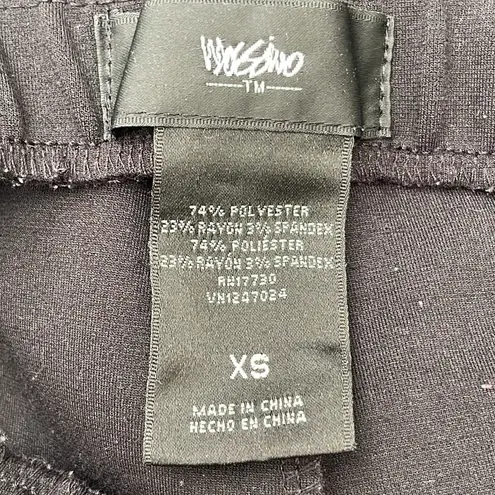 Mossimo
TM
74% POLYESTER
23% RAYON 3% SPANDEX
74% POLIÉSTER
23% RAYÓN 3% SPANDEX
RN17730
VN1247024
XS
MADE IN CHINA
HECHO EN CHINA